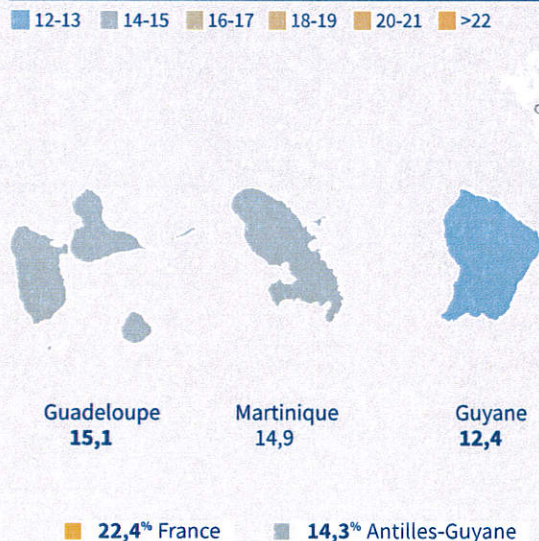 12-13 14-15 16-17 18-19 20-21 >22
Guadeloupe Martinique Guyane
15,1 14,9 12,4
22,4% France 14,3% Antilles-Guyane